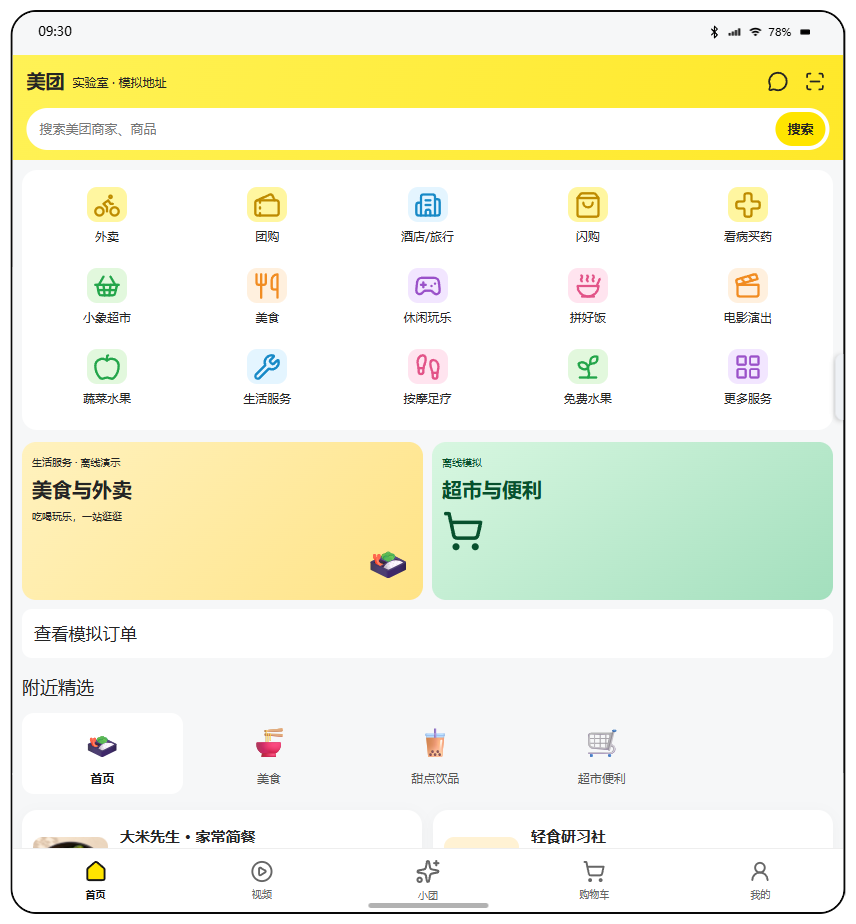 09:30
78%
美团 实验室 · 模拟地址
搜索美团商家、商品
搜索
外卖 团购 酒店/旅行 闪购 看病买药
小象超市 美食 休闲玩乐 拼好饭 电影演出
蔬菜水果 生活服务 按摩足疗 免费水果 更多服务
生活服务 · 离线演示
美食与外卖
吃喝玩乐，一站逛逛
离线模拟
超市与便利
查看模拟订单
附近精选
首页 美食 甜点饮品 超市便利
大米先生 · 家常简餐
轻食研习社
首页 视频 小团 购物车 我的